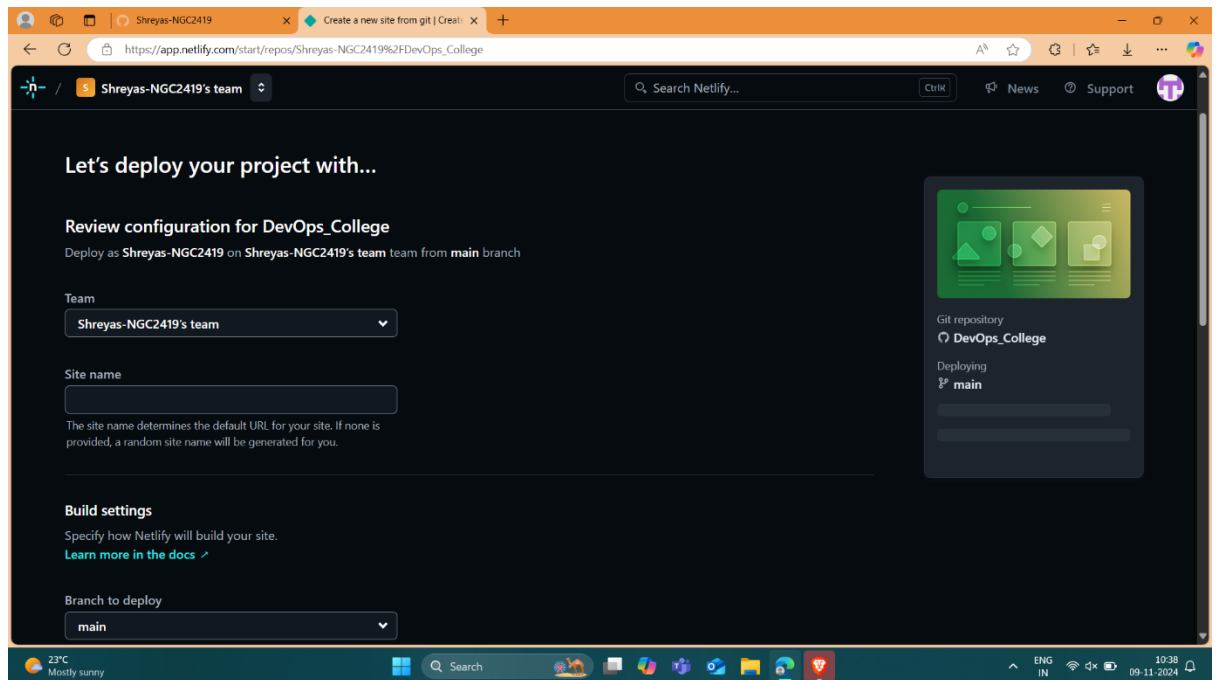 Shreyas-NGC2419
Create a new site from git | Create
https://app.netlify.com/start/repos/Shreyas-NGC2419%2FDevOps_College
n / S Shreyas-NGC2419's team
Search Netlify...
Ctrl K
News
Support
Let's deploy your project with...
Review configuration for DevOps_College
Deploy as Shreyas-NGC2419 on Shreyas-NGC2419's team team from main branch
Team
Shreyas-NGC2419's team
Site name
The site name determines the default URL for your site. If none is
provided, a random site name will be generated for you.
Git repository
DevOps_College
Deploying
main
Build settings
Specify how Netlify will build your site.
Learn more in the docs ↗
Branch to deploy
main
23°C
Mostly sunny
Search
ENG
IN
10:38
09-11-2024